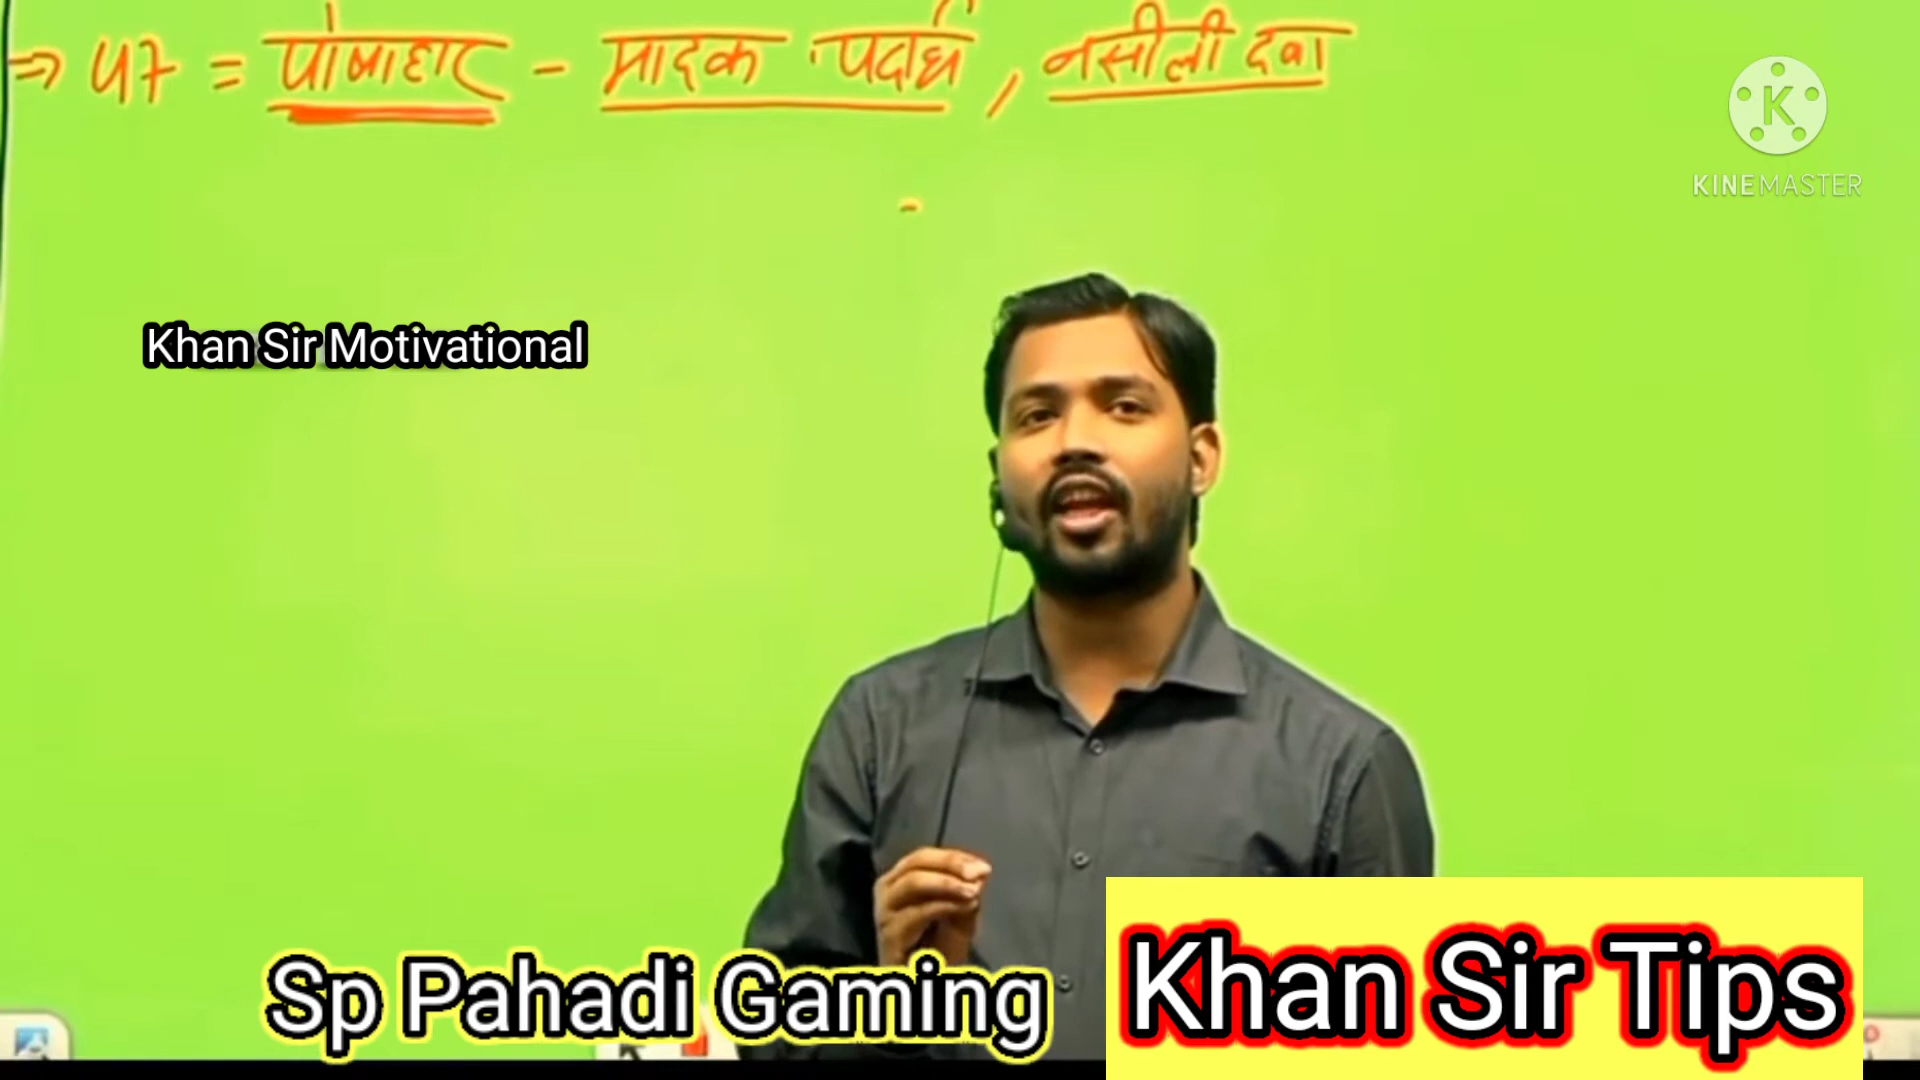 ⇒ 47 = पोषाहार - मादक पदार्थ, नसीली दवा
KINEMASTER
Khan Sir Motivational
Sp Pahadi Gaming
Khan Sir Tips